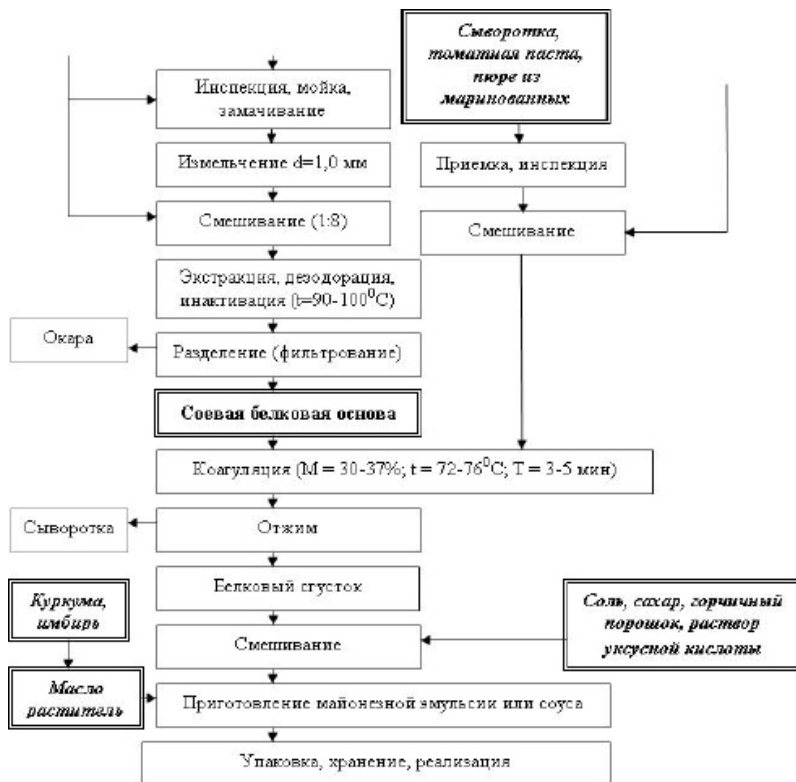 Сыворотка,
томатная паста,
пюре из
маринованных
Инспекция, мойка,
замачивание
Измельчение d=1,0 мм
Приемка, инспекция
Смешивание (1:8)
Смешивание
Экстракция, дезодорация,
инактивация (t=90-100⁰С)
Окара
Разделение (фильтрование)
Соевая белковая основа
Коагуляция (М = 30-37%; t = 72-76⁰С; Т = 3-5 мин)
Сыворотка
Отжим
Белковый сгусток
Куркума,
имбирь
Соль, сахар, горчичный
порошок, раствор
уксусной кислоты
Смешивание
Масло
раститель
Приготовление майонезной эмульсии или соуса
Упаковка, хранение, реализация